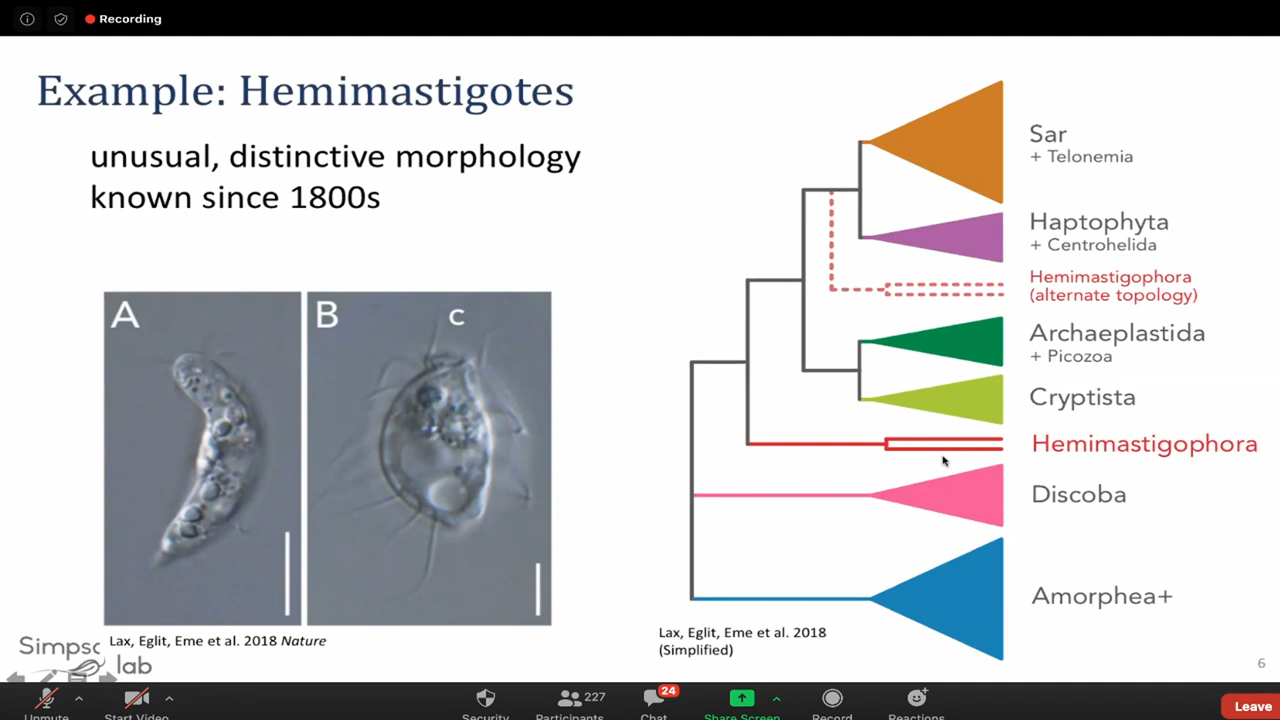 Recording
Example: Hemimastigotes
unusual, distinctive morphology
known since 1800s
A
B
c
Lax, Eglit, Eme et al. 2018 Nature
Sar
+ Telonemia
Haptophyta
+ Centrohelida
Hemimastigophora
(alternate topology)
Archaeplastida
+ Picozoa
Cryptista
Hemimastigophora
Discoba
Amorphea+
Lax, Eglit, Eme et al. 2018
(Simplified)
lab
6
Unmute
Start Video
Security
227
Participants
24
Chat
Share Screen
Record
Reactions
Leave